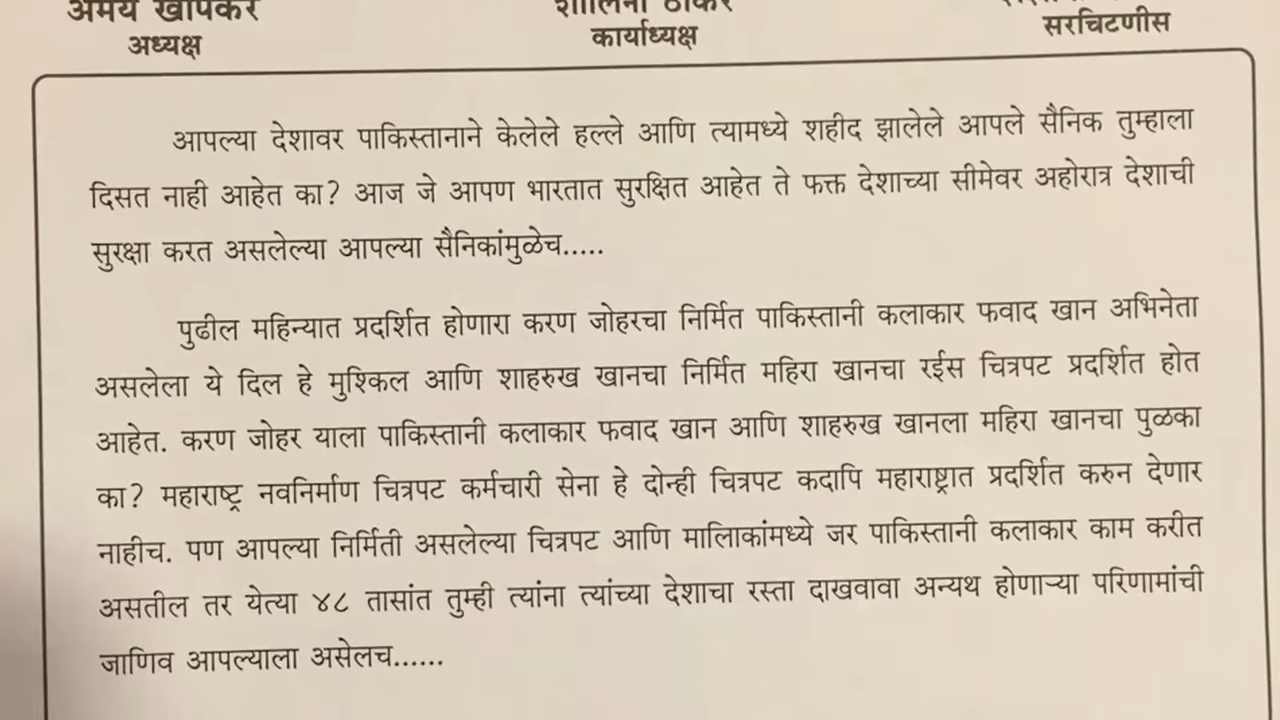 अमेय खोपकर शालिनी ठाकरे
अध्यक्ष कार्याध्यक्ष सरचिटणीस
आपल्या देशावर पाकिस्तानाने केलेले हल्ले आणि त्यामध्ये शहीद झालेले आपले सैनिक तुम्हाला
दिसत नाही आहेत का? आज जे आपण भारतात सुरक्षित आहेत ते फक्त देशाच्या सीमेवर अहोरात्र देशाची
सुरक्षा करत असलेल्या आपल्या सैनिकांमुळेच.....
पुढील महिन्यात प्रदर्शित होणारा करण जोहरचा निर्मित पाकिस्तानी कलाकार फवाद खान अभिनेता
असलेला ये दिल हे मुश्किल आणि शाहरुख खानचा निर्मित महिरा खानचा रईस चित्रपट प्रदर्शित होत
आहेत. करण जोहर याला पाकिस्तानी कलाकार फवाद खान आणि शाहरुख खानला महिरा खानचा पुळका
का? महाराष्ट्र नवनिर्माण चित्रपट कर्मचारी सेना हे दोन्ही चित्रपट कदापि महाराष्ट्रात प्रदर्शित करुन देणार
नाहीच. पण आपल्या निर्मिती असलेल्या चित्रपट आणि मालिाकांमध्ये जर पाकिस्तानी कलाकार काम करीत
असतील तर येत्या ४८ तासांत तुम्ही त्यांना त्यांच्या देशाचा रस्ता दाखवावा अन्यथ होणाऱ्या परिणामांची
जाणिव आपल्याला असेलच......